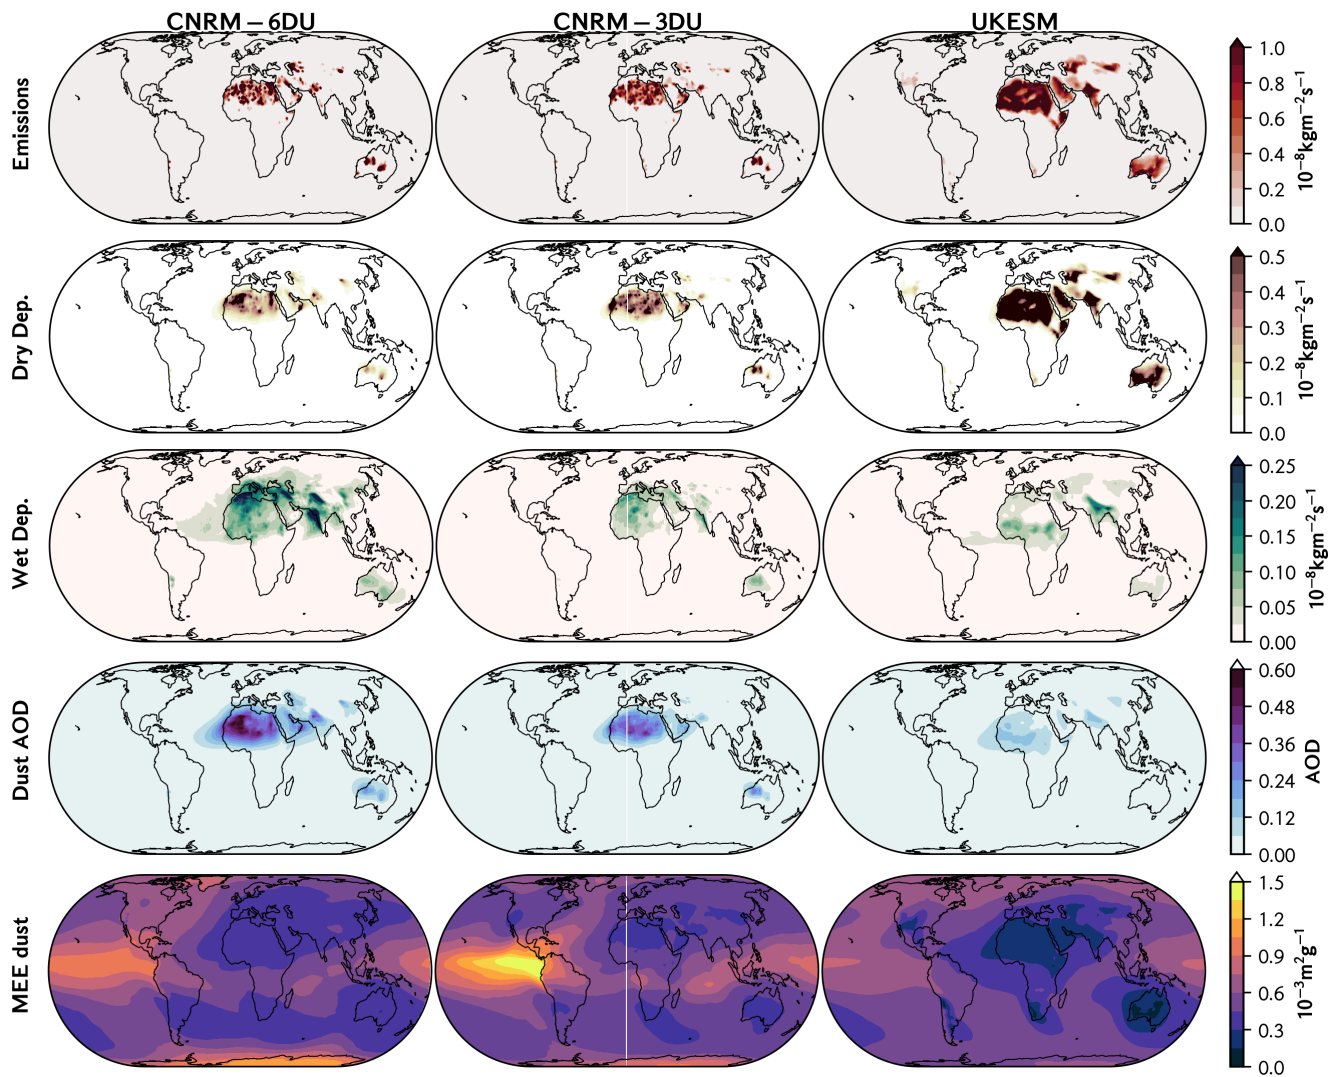 CNRM – 6DU CNRM – 3DU UKESM
Emissions
1.0
0.8
0.6
0.4
0.2
0.0
10⁻⁸kgm⁻²s⁻¹
Dry Dep.
0.5
0.4
0.3
0.2
0.1
0.0
10⁻⁸kgm⁻²s⁻¹
Wet Dep.
0.25
0.20
0.15
0.10
0.05
0.00
10⁻⁸kgm⁻²s⁻¹
Dust AOD
0.60
0.48
0.36
0.24
0.12
0.00
AOD
MEE dust
1.5
1.2
0.9
0.6
0.3
0.0
10⁻³m²g⁻¹